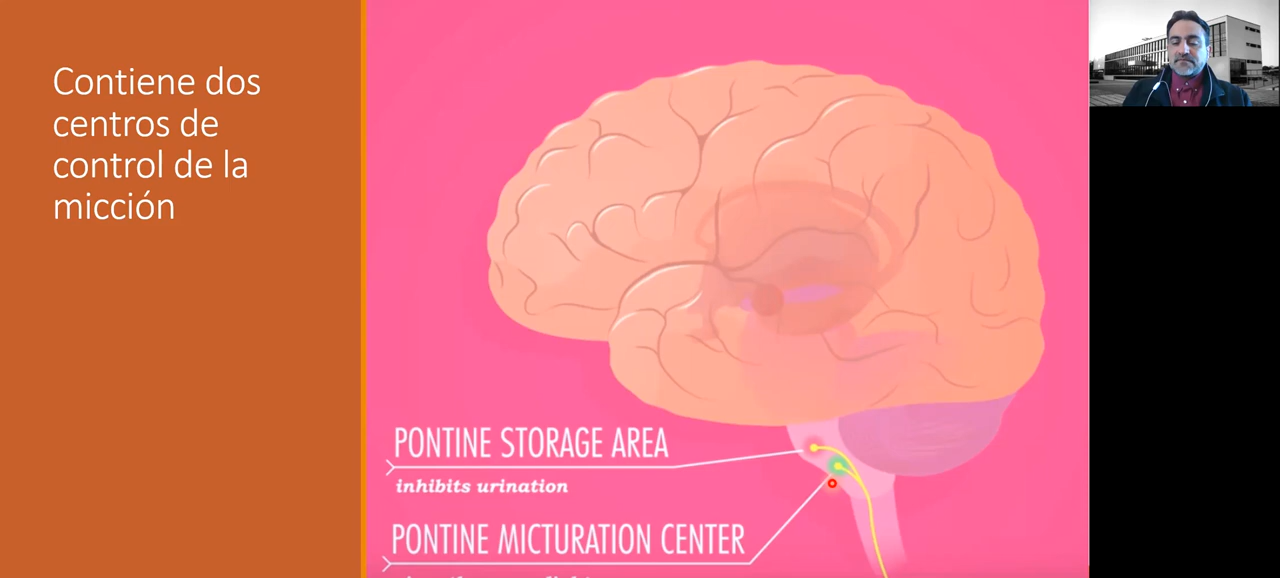 Contiene dos
centros de
control de la
micción
PONTINE STORAGE AREA
inhibits urination
PONTINE MICTURATION CENTER